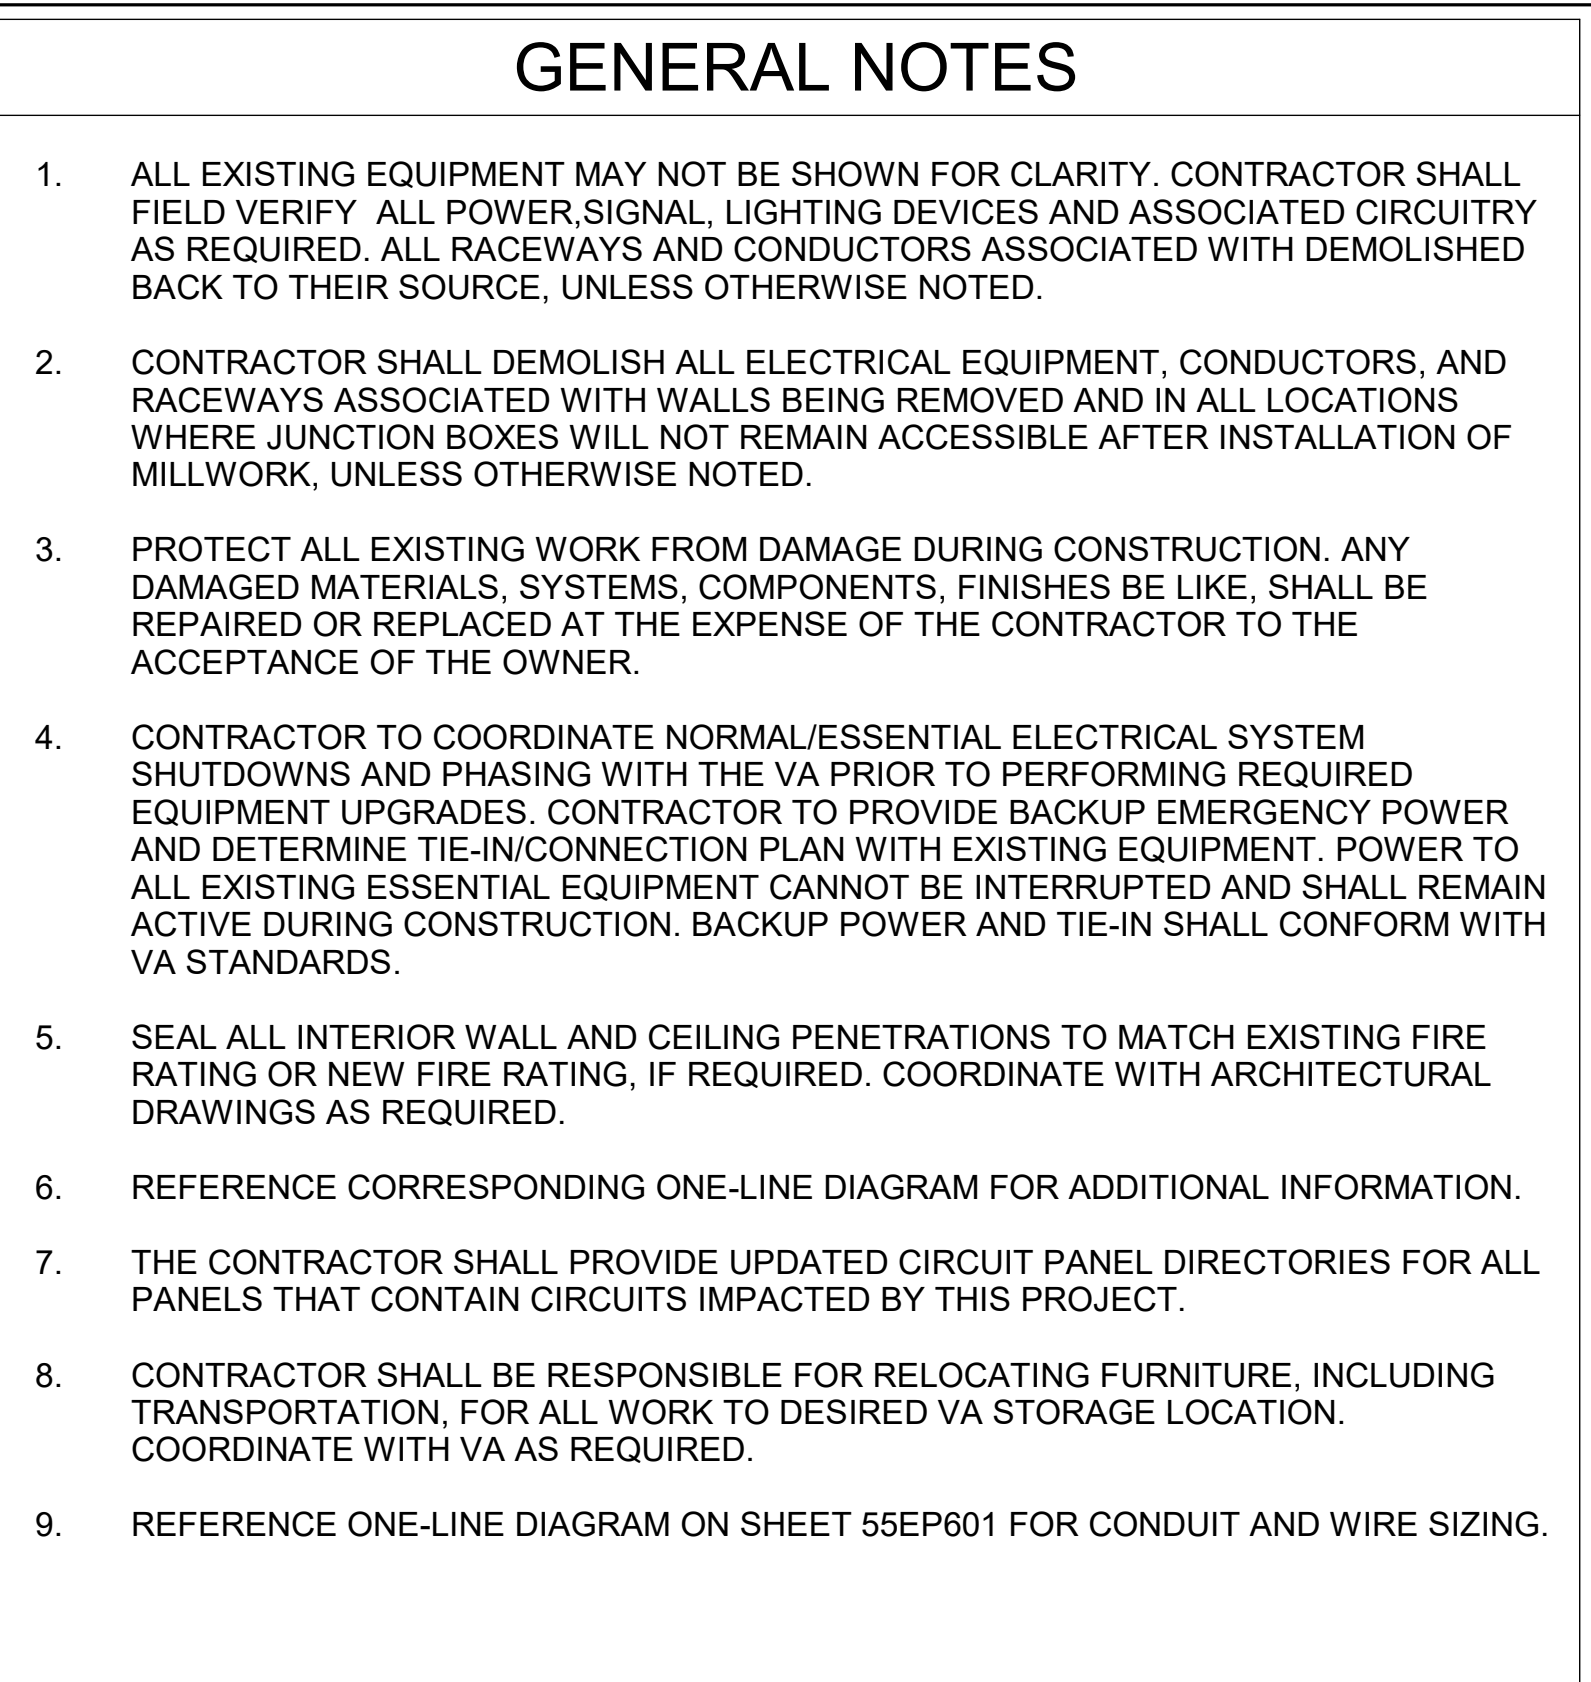 GENERAL NOTES
1. ALL EXISTING EQUIPMENT MAY NOT BE SHOWN FOR CLARITY. CONTRACTOR SHALL
FIELD VERIFY  ALL POWER,SIGNAL, LIGHTING DEVICES AND ASSOCIATED CIRCUITRY
AS REQUIRED. ALL RACEWAYS AND CONDUCTORS ASSOCIATED WITH DEMOLISHED
BACK TO THEIR SOURCE, UNLESS OTHERWISE NOTED.
2. CONTRACTOR SHALL DEMOLISH ALL ELECTRICAL EQUIPMENT, CONDUCTORS, AND
RACEWAYS ASSOCIATED WITH WALLS BEING REMOVED AND IN ALL LOCATIONS
WHERE JUNCTION BOXES WILL NOT REMAIN ACCESSIBLE AFTER INSTALLATION OF
MILLWORK, UNLESS OTHERWISE NOTED.
3. PROTECT ALL EXISTING WORK FROM DAMAGE DURING CONSTRUCTION. ANY
DAMAGED MATERIALS, SYSTEMS, COMPONENTS, FINISHES BE LIKE, SHALL BE
REPAIRED OR REPLACED AT THE EXPENSE OF THE CONTRACTOR TO THE
ACCEPTANCE OF THE OWNER.
4. CONTRACTOR TO COORDINATE NORMAL/ESSENTIAL ELECTRICAL SYSTEM
SHUTDOWNS AND PHASING WITH THE VA PRIOR TO PERFORMING REQUIRED
EQUIPMENT UPGRADES. CONTRACTOR TO PROVIDE BACKUP EMERGENCY POWER
AND DETERMINE TIE-IN/CONNECTION PLAN WITH EXISTING EQUIPMENT. POWER TO
ALL EXISTING ESSENTIAL EQUIPMENT CANNOT BE INTERRUPTED AND SHALL REMAIN
ACTIVE DURING CONSTRUCTION. BACKUP POWER AND TIE-IN SHALL CONFORM WITH
VA STANDARDS.
5. SEAL ALL INTERIOR WALL AND CEILING PENETRATIONS TO MATCH EXISTING FIRE
RATING OR NEW FIRE RATING, IF REQUIRED. COORDINATE WITH ARCHITECTURAL
DRAWINGS AS REQUIRED.
6. REFERENCE CORRESPONDING ONE-LINE DIAGRAM FOR ADDITIONAL INFORMATION.
7. THE CONTRACTOR SHALL PROVIDE UPDATED CIRCUIT PANEL DIRECTORIES FOR ALL
PANELS THAT CONTAIN CIRCUITS IMPACTED BY THIS PROJECT.
8. CONTRACTOR SHALL BE RESPONSIBLE FOR RELOCATING FURNITURE, INCLUDING
TRANSPORTATION, FOR ALL WORK TO DESIRED VA STORAGE LOCATION.
COORDINATE WITH VA AS REQUIRED.
9. REFERENCE ONE-LINE DIAGRAM ON SHEET 55EP601 FOR CONDUIT AND WIRE SIZING.